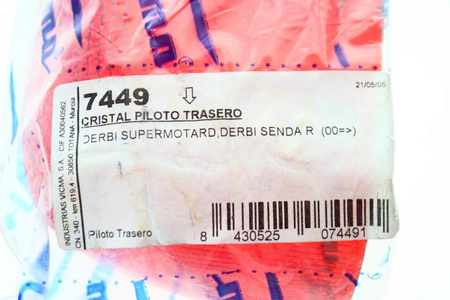 21/05/05
7449
CRISTAL PILOTO TRASERO
DERBI SUPERMOTARD,DERBI SENDA R (00=>)
Piloto Trasero
8 430525 074491
INDUSTRIAS VICMA, S.A. - CIF A30040562
CN. 340 - km 619,4 - 30850 TOTANA - Murcia